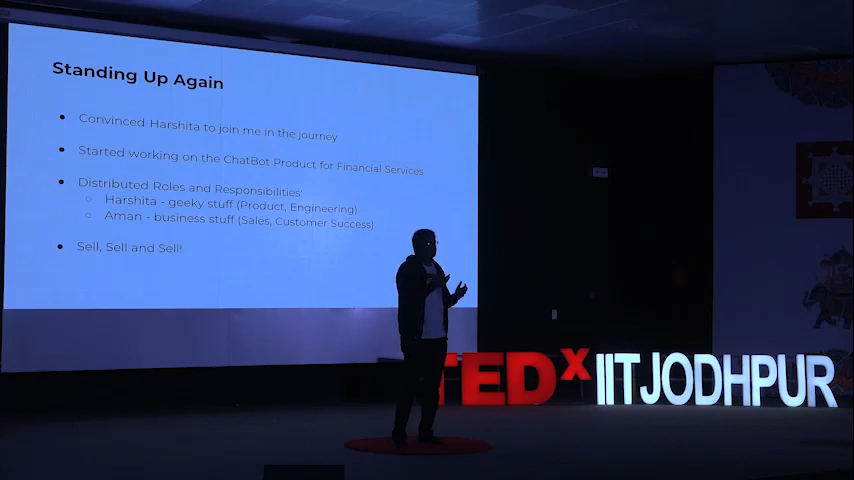 Standing Up Again
Convinced Harshita to join me in the journey
Started working on the ChatBot Product for Financial Services
Distributed Roles and Responsibilities:
Harshita - geeky stuff (Product, Engineering)
Aman - business stuff (Sales, Customer Success)
Sell, Sell and Sell!
TEDx IIT JODHPUR